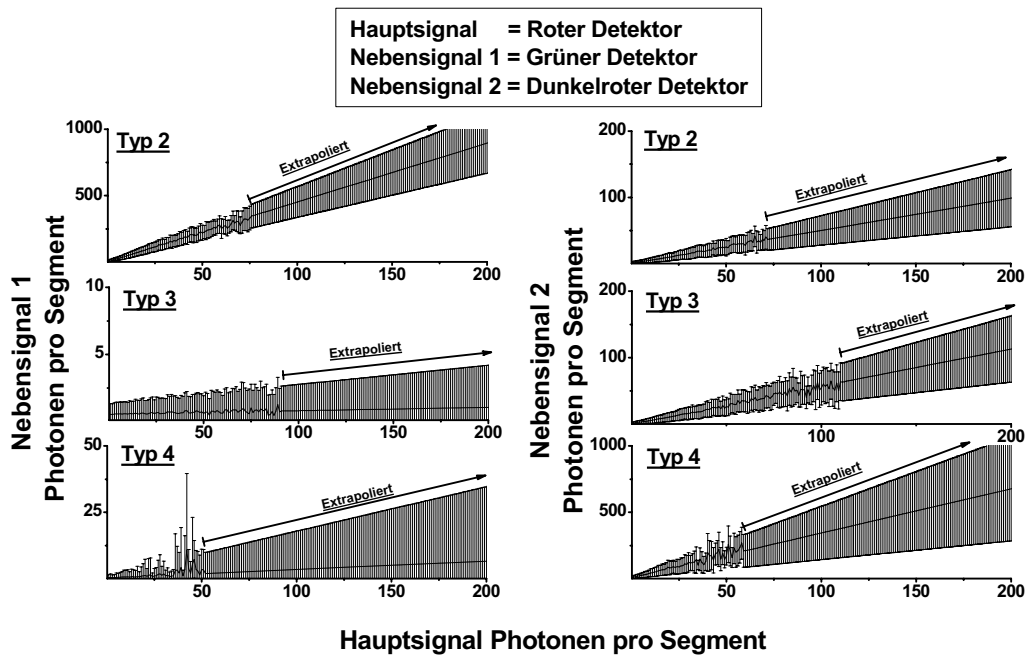 Hauptsignal = Roter Detektor
Nebensignal 1 = Grüner Detektor
Nebensignal 2 = Dunkelroter Detektor
1000
Typ 2
Extrapoliert
500
50 100 150 200
10
Typ 3
Extrapoliert
5
50 100 150 200
50
Typ 4
Extrapoliert
25
50 100 150 200
Nebensignal 1
Photonen pro Segment
200
Typ 2
Extrapoliert
100
50 100 150 200
200
Typ 3
Extrapoliert
100
100 200
1000
Typ 4
Extrapoliert
500
50 100 150 200
Nebensignal 2
Photonen pro Segment
Hauptsignal Photonen pro Segment